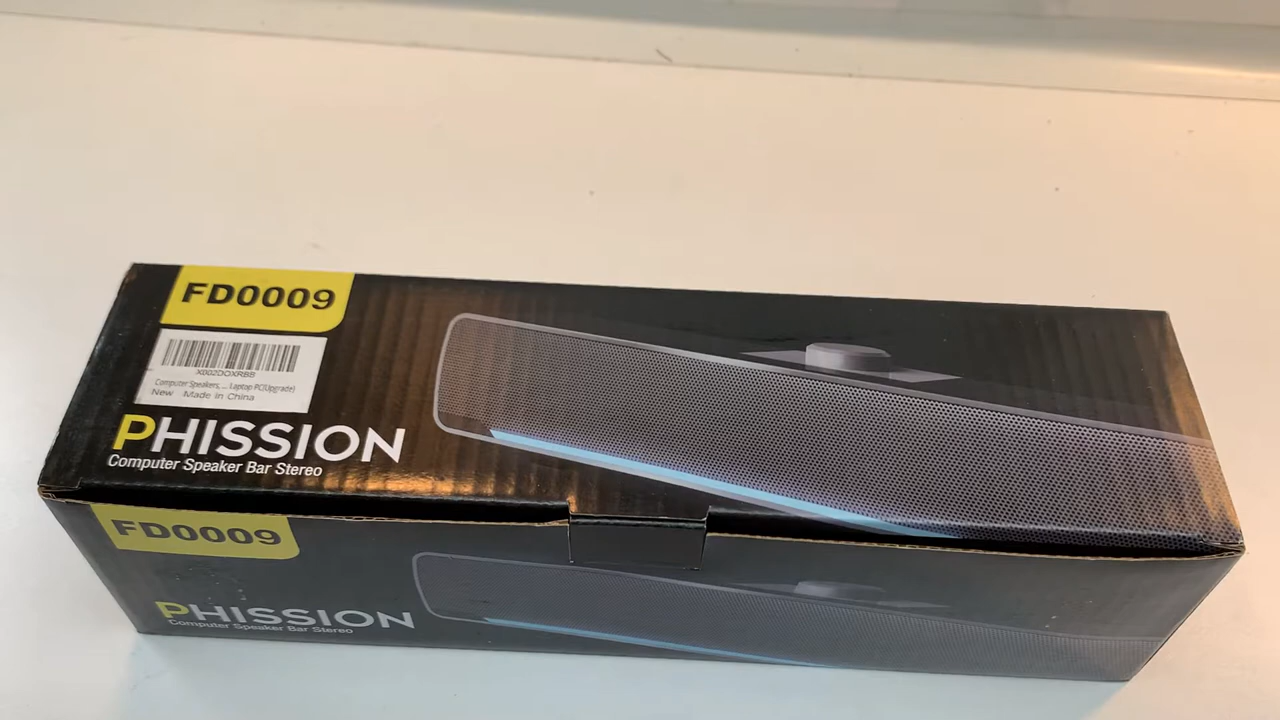 FD0009
X002DOXRBB
Computer Speakers, ... Laptop PC(Upgrade)
New Made in China
PHISSION
Computer Speaker Bar Stereo
FD0009
PHISSION
Computer Speaker Bar Stereo